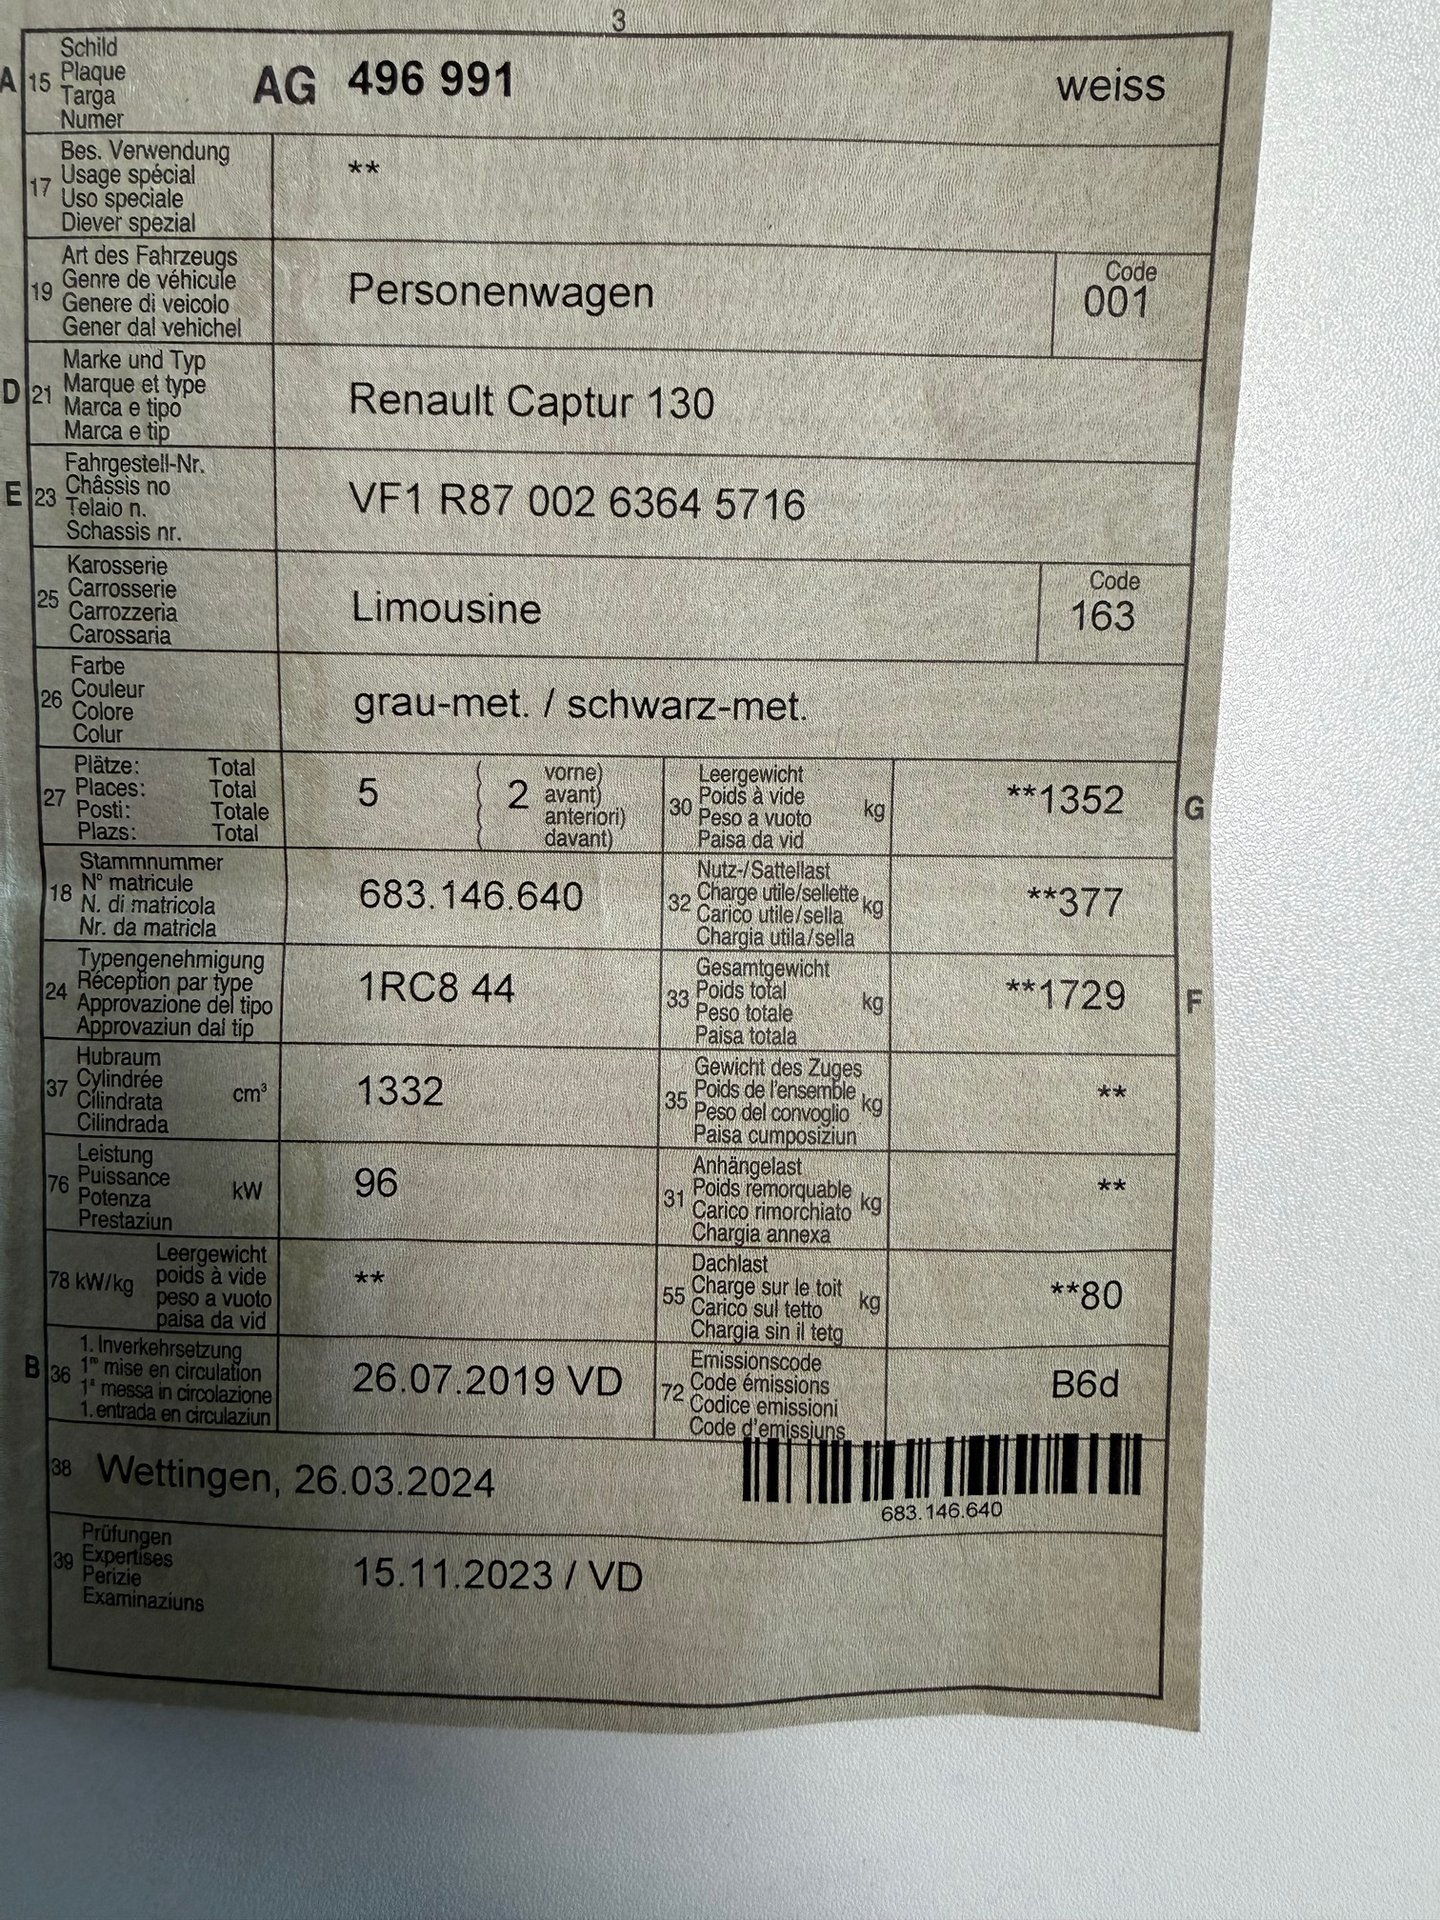 3
A 15 Schild
Plaque
Targa
Numer
AG 496 991 weiss
17 Bes. Verwendung
Usage spécial
Uso speciale
Diever spezial
**
19 Art des Fahrzeugs
Genre de véhicule
Genere di veicolo
Gener dal vehichel
Personenwagen
Code
001
D 21 Marke und Typ
Marque et type
Marca e tipo
Marca e tip
Renault Captur 130
E 23 Fahrgestell-Nr.
Châssis no
Telaio n.
Schassis nr.
VF1 R87 002 6364 5716
25 Karosserie
Carrosserie
Carrozzeria
Carossaria
Limousine
Code
163
26 Farbe
Couleur
Colore
Colur
grau-met. / schwarz-met.
27 Plätze: Total
Places: Total
Posti: Totale
Plazs: Total
5 ( 2 vorne)
( avant)
( anteriori)
( davant)
30 Leergewicht
Poids à vide
Peso a vuoto
Paisa da vid
kg **1352 G
18 Stammnummer
N° matricule
N. di matricola
Nr. da matricla
683.146.640
32 Nutz-/Sattellast
Charge utile/sellette
Carico utile/sella
Chargia utila/sella
kg **377
24 Typengenehmigung
Réception par type
Approvazione del tipo
Approvaziun dal tip
1RC8 44
33 Gesamtgewicht
Poids total
Peso totale
Paisa totala
kg **1729 F
37 Hubraum
Cylindrée
Cilindrata
Cilindrada
cm³ 1332
35 Gewicht des Zuges
Poids de l'ensemble
Peso del convoglio
Paisa cumposiziun
kg **
76 Leistung
Puissance
Potenza
Prestaziun
kW 96
31 Anhängelast
Poids remorquable
Carico rimorchiato
Chargia annexa
kg **
78 kW/kg Leergewicht
poids à vide
peso a vuoto
paisa da vid
**
55 Dachlast
Charge sur le toit
Carico sul tetto
Chargia sin il tetg
kg **80
B 36 1. Inverkehrsetzung
1re mise en circulation
1a messa in circolazione
1. entrada en circulaziun
26.07.2019 VD
72 Emissionscode
Code émissions
Codice emissioni
Code d'emissiuns
B6d
38 Wettingen, 26.03.2024
683.146.640
39 Prüfungen
Expertises
Perizie
Examinaziuns
15.11.2023 / VD